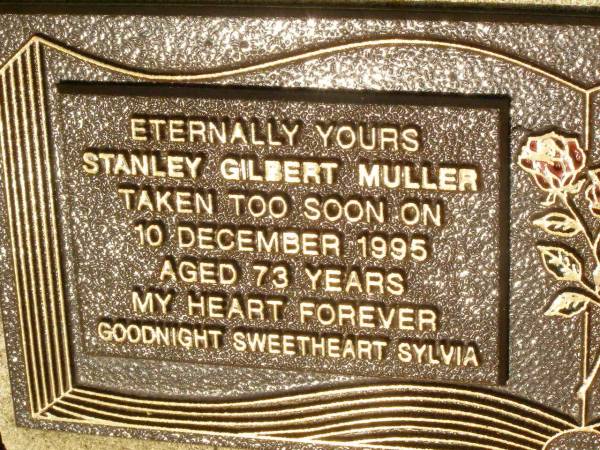 ETERNALLY YOURS
STANLEY GILBERT MULLER
TAKEN TOO SOON ON
10 DECEMBER 1995
AGED 73 YEARS
MY HEART FOREVER
GOODNIGHT SWEETHEART SYLVIA